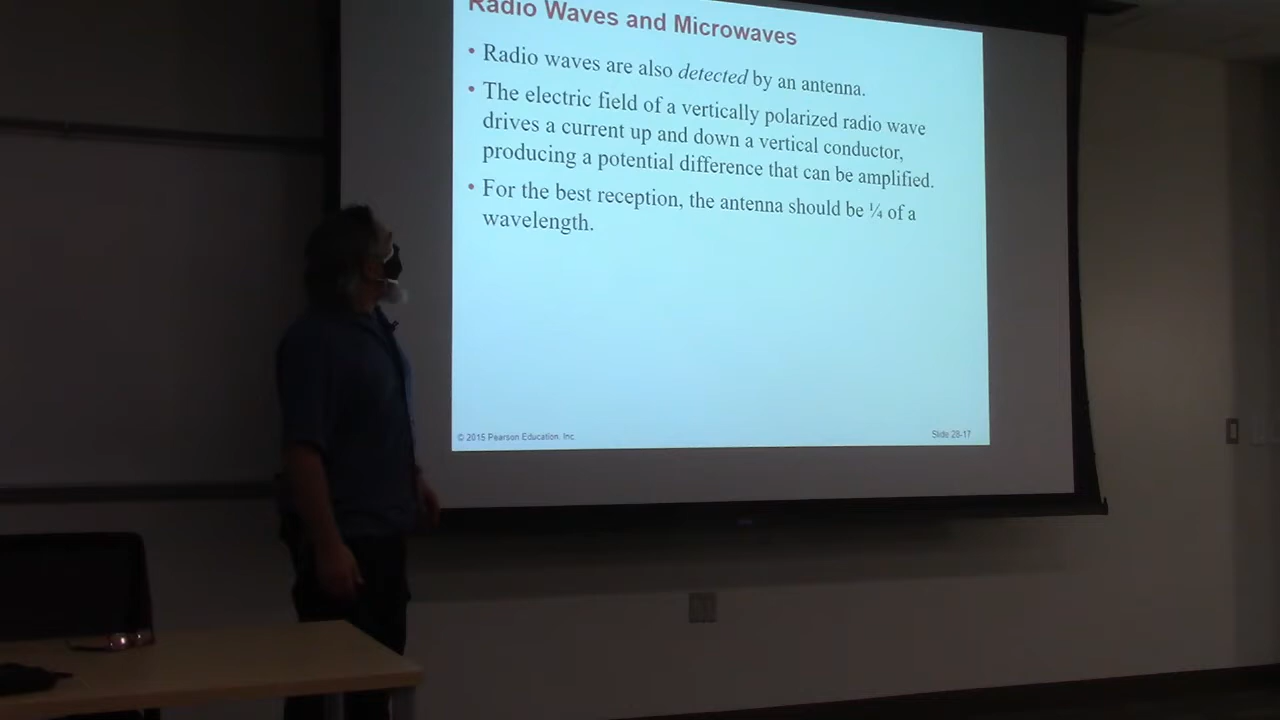 Radio Waves and Microwaves
• Radio waves are also detected by an antenna.
• The electric field of a vertically polarized radio wave
drives a current up and down a vertical conductor,
producing a potential difference that can be amplified.
• For the best reception, the antenna should be ¼ of a
wavelength.
© 2015 Pearson Education, Inc.
Slide 28-17